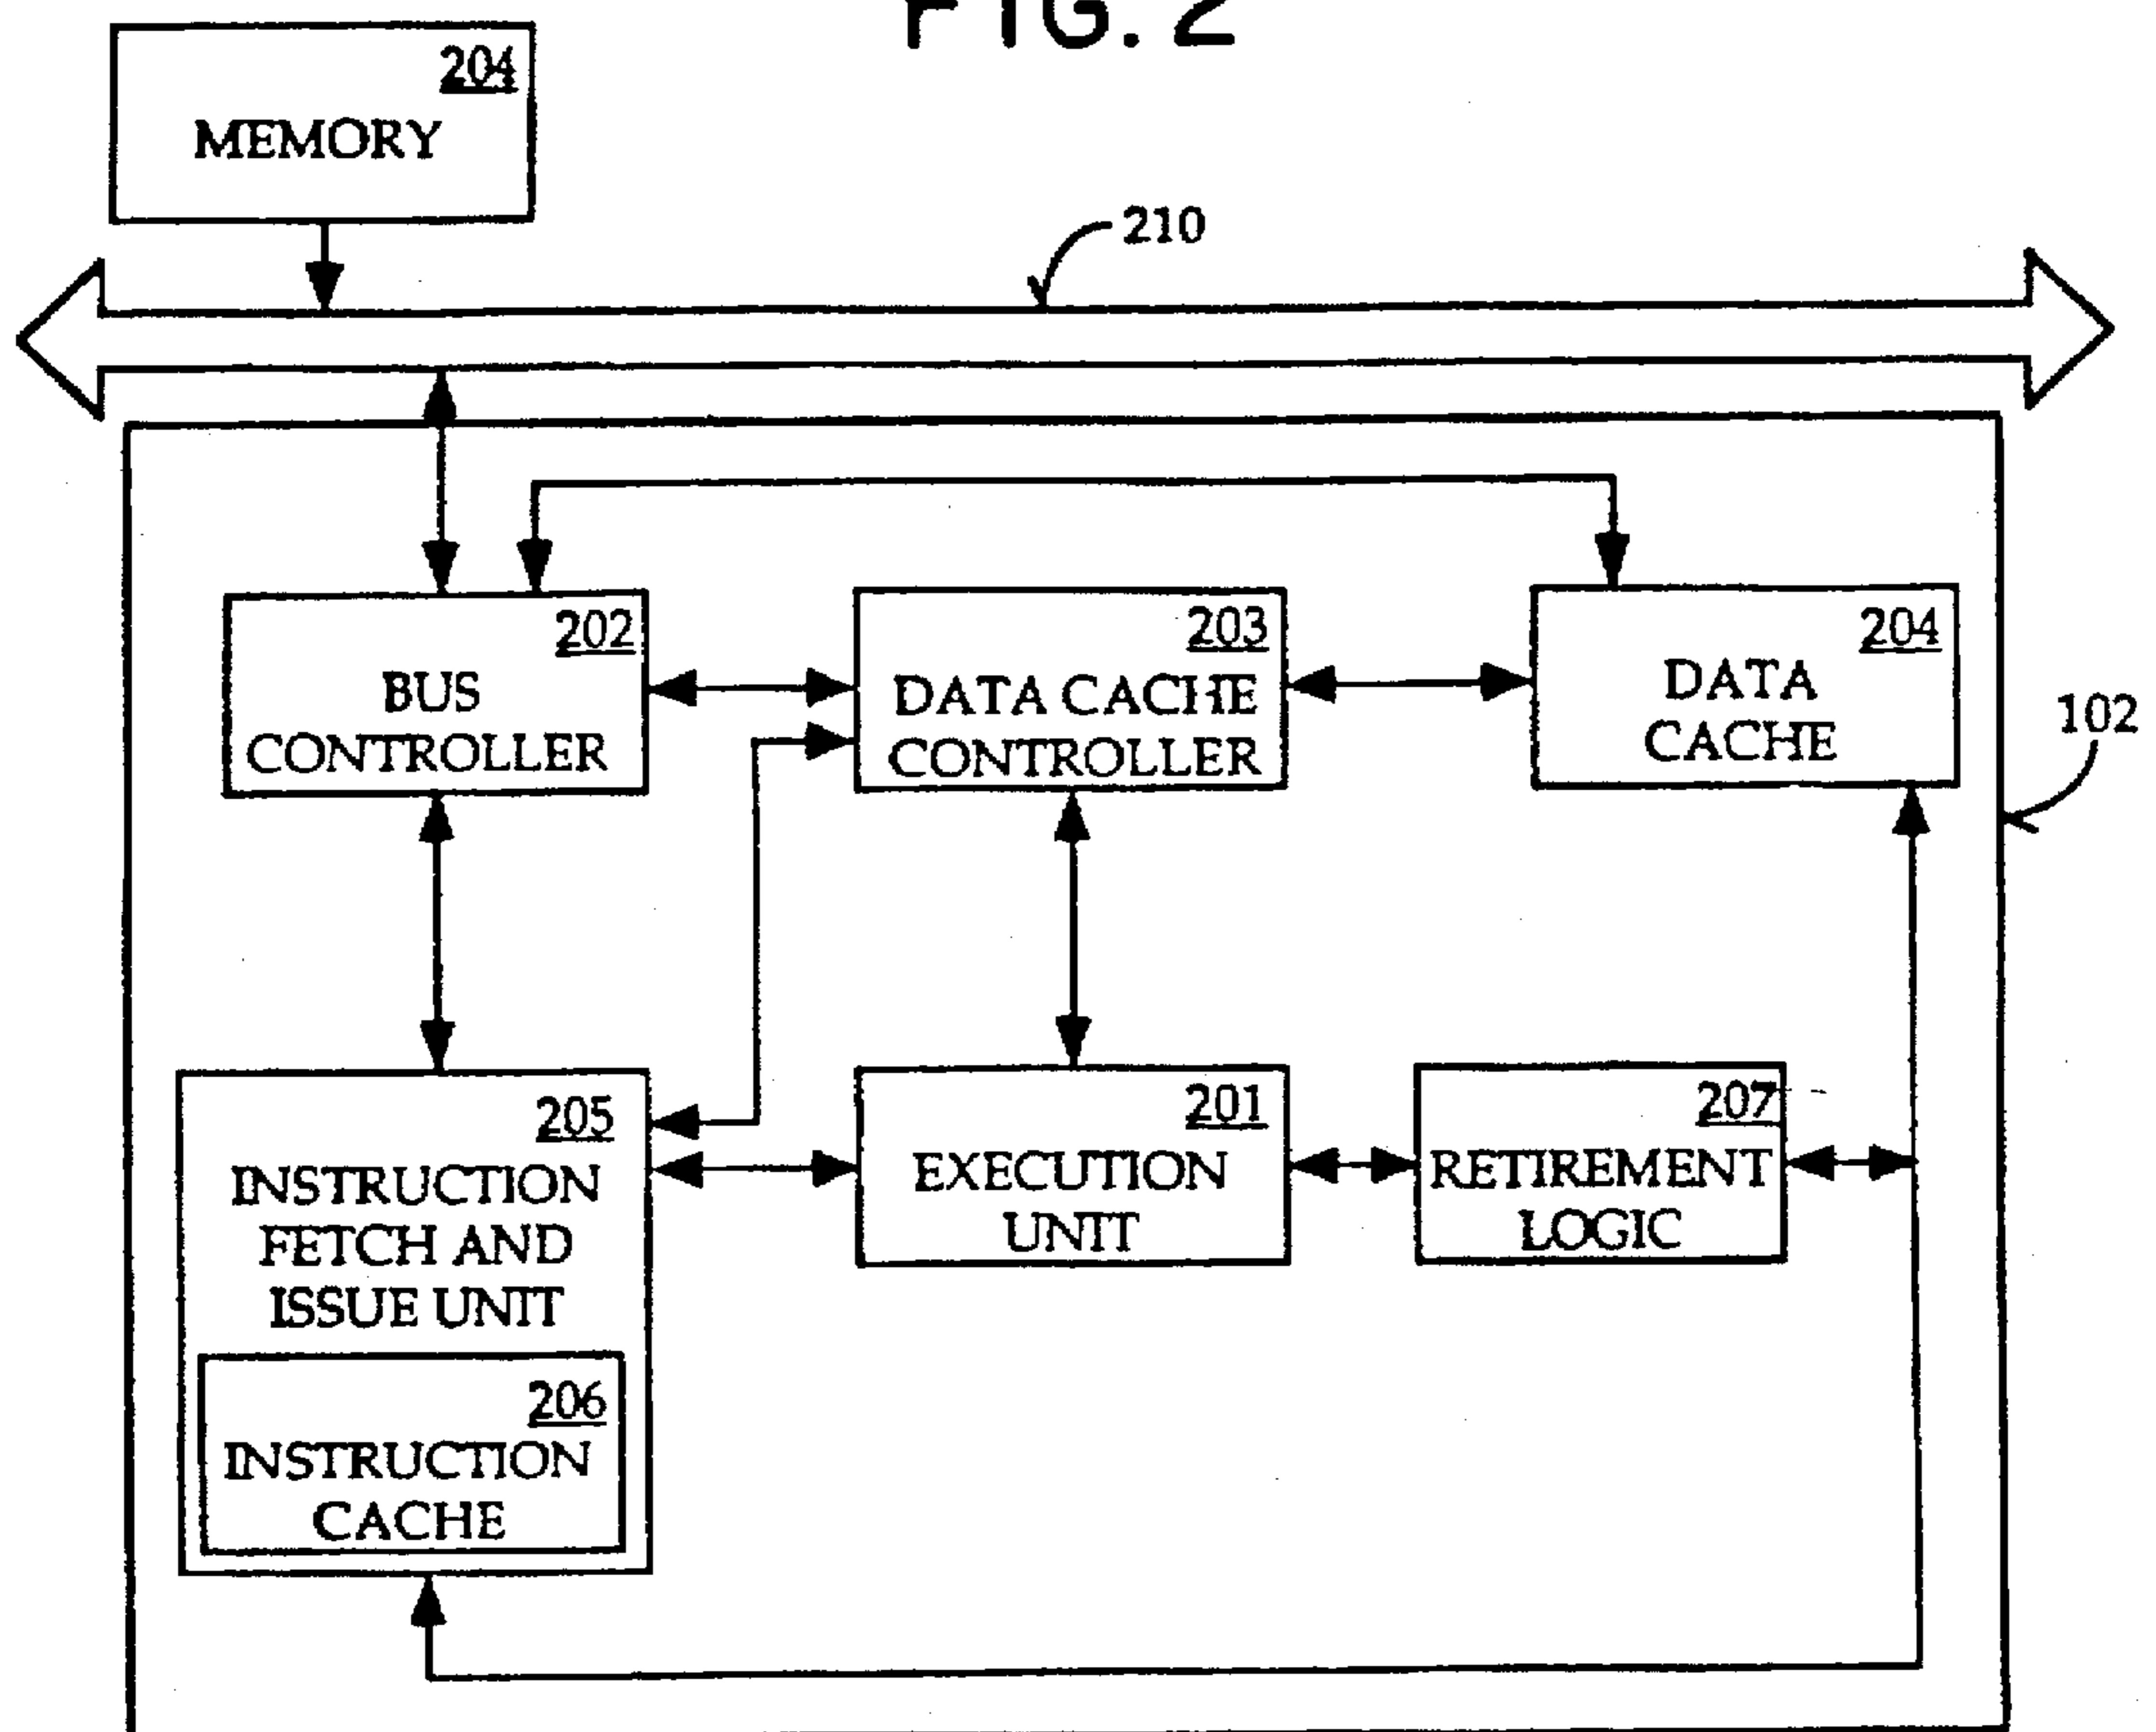 FIG. 2
204
MEMORY
210
202
BUS
CONTROLLER
203
DATA CACHE
CONTROLLER
204
DATA
CACHE
102
205
INSTRUCTION
FETCH AND
ISSUE UNIT
201
EXECUTION
UNIT
207
RETIREMENT
LOGIC
206
INSTRUCTION
CACHE